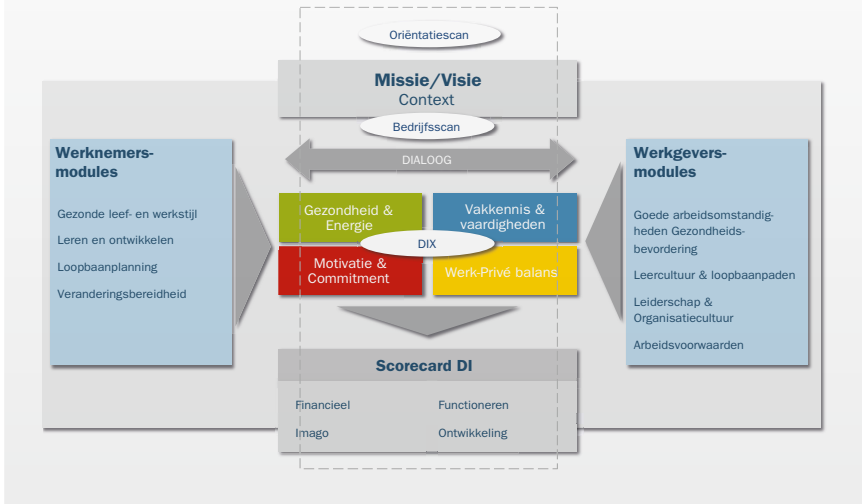 Oriëntatiescan
Missie/Visie
Context
Bedrijfsscan
DIALOOG
Werknemers-
modules
Gezonde leef- en werkstijl
Leren en ontwikkelen
Loopbaanplanning
Veranderingsbereidheid
Gezondheid &
Energie
Vakkennis &
vaardigheden
DIX
Motivatie &
Commitment
Werk-Privé balans
Werkgevers-
modules
Goede arbeidsomstandig-
heden Gezondheids-
bevordering
Leercultuur & loopbaanpaden
Leiderschap &
Organisatiecultuur
Arbeidsvoorwaarden
Scorecard DI
Financieel
Functioneren
Imago
Ontwikkeling